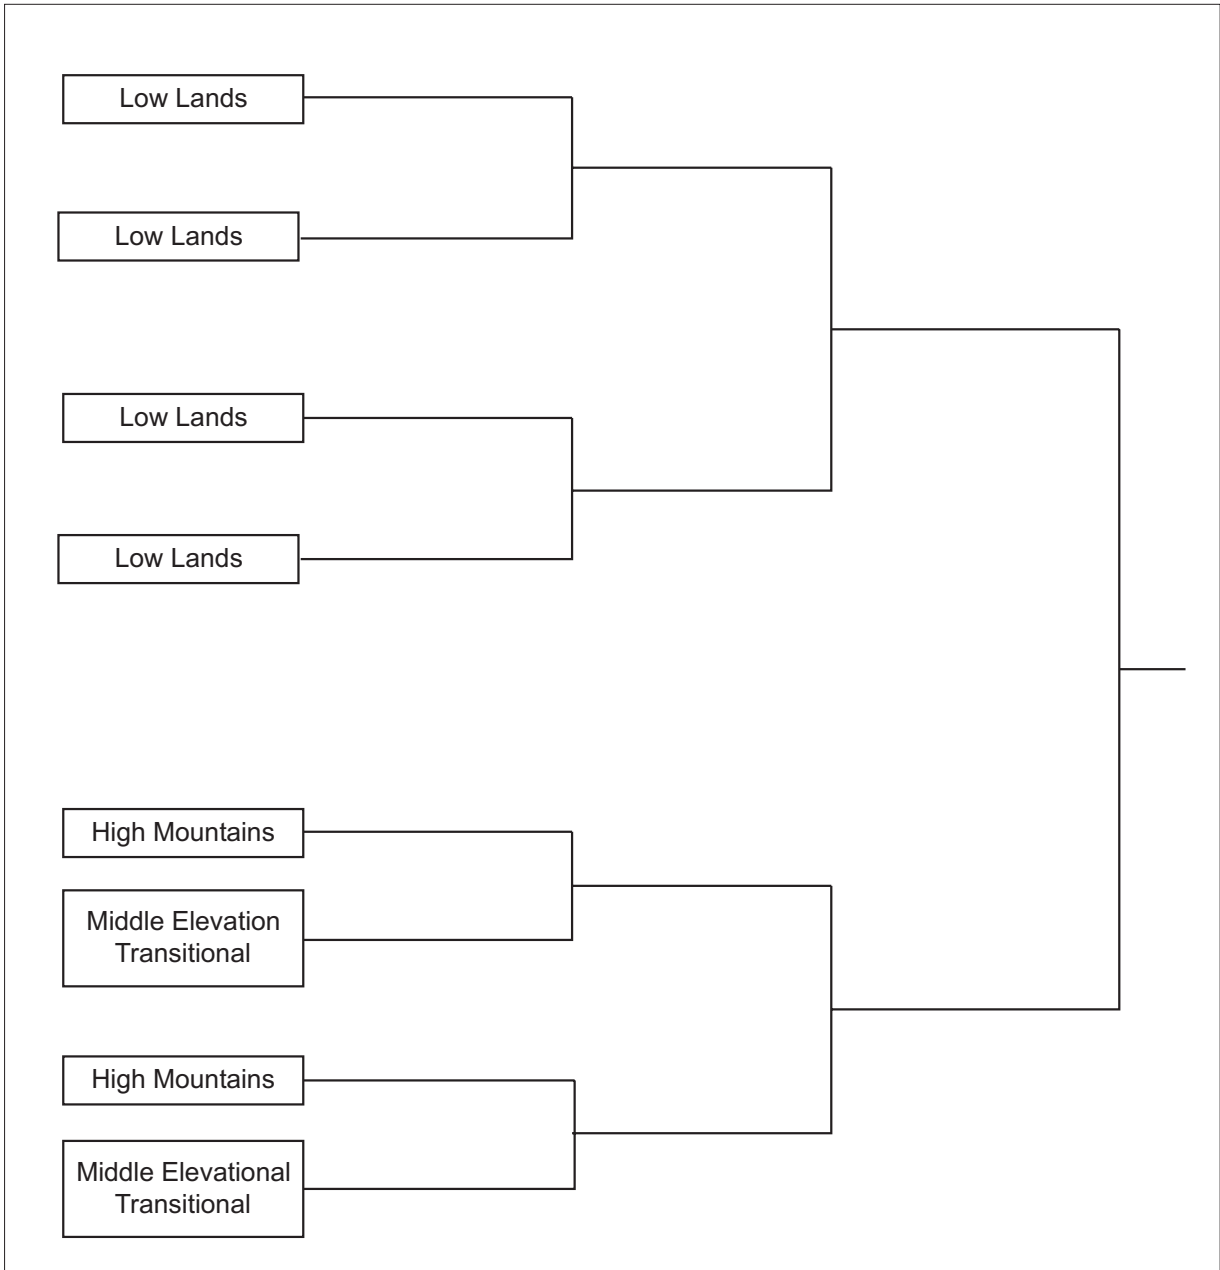 Low Lands
Low Lands
Low Lands
Low Lands
High Mountains
Middle Elevation
Transitional
High Mountains
Middle Elevational
Transitional